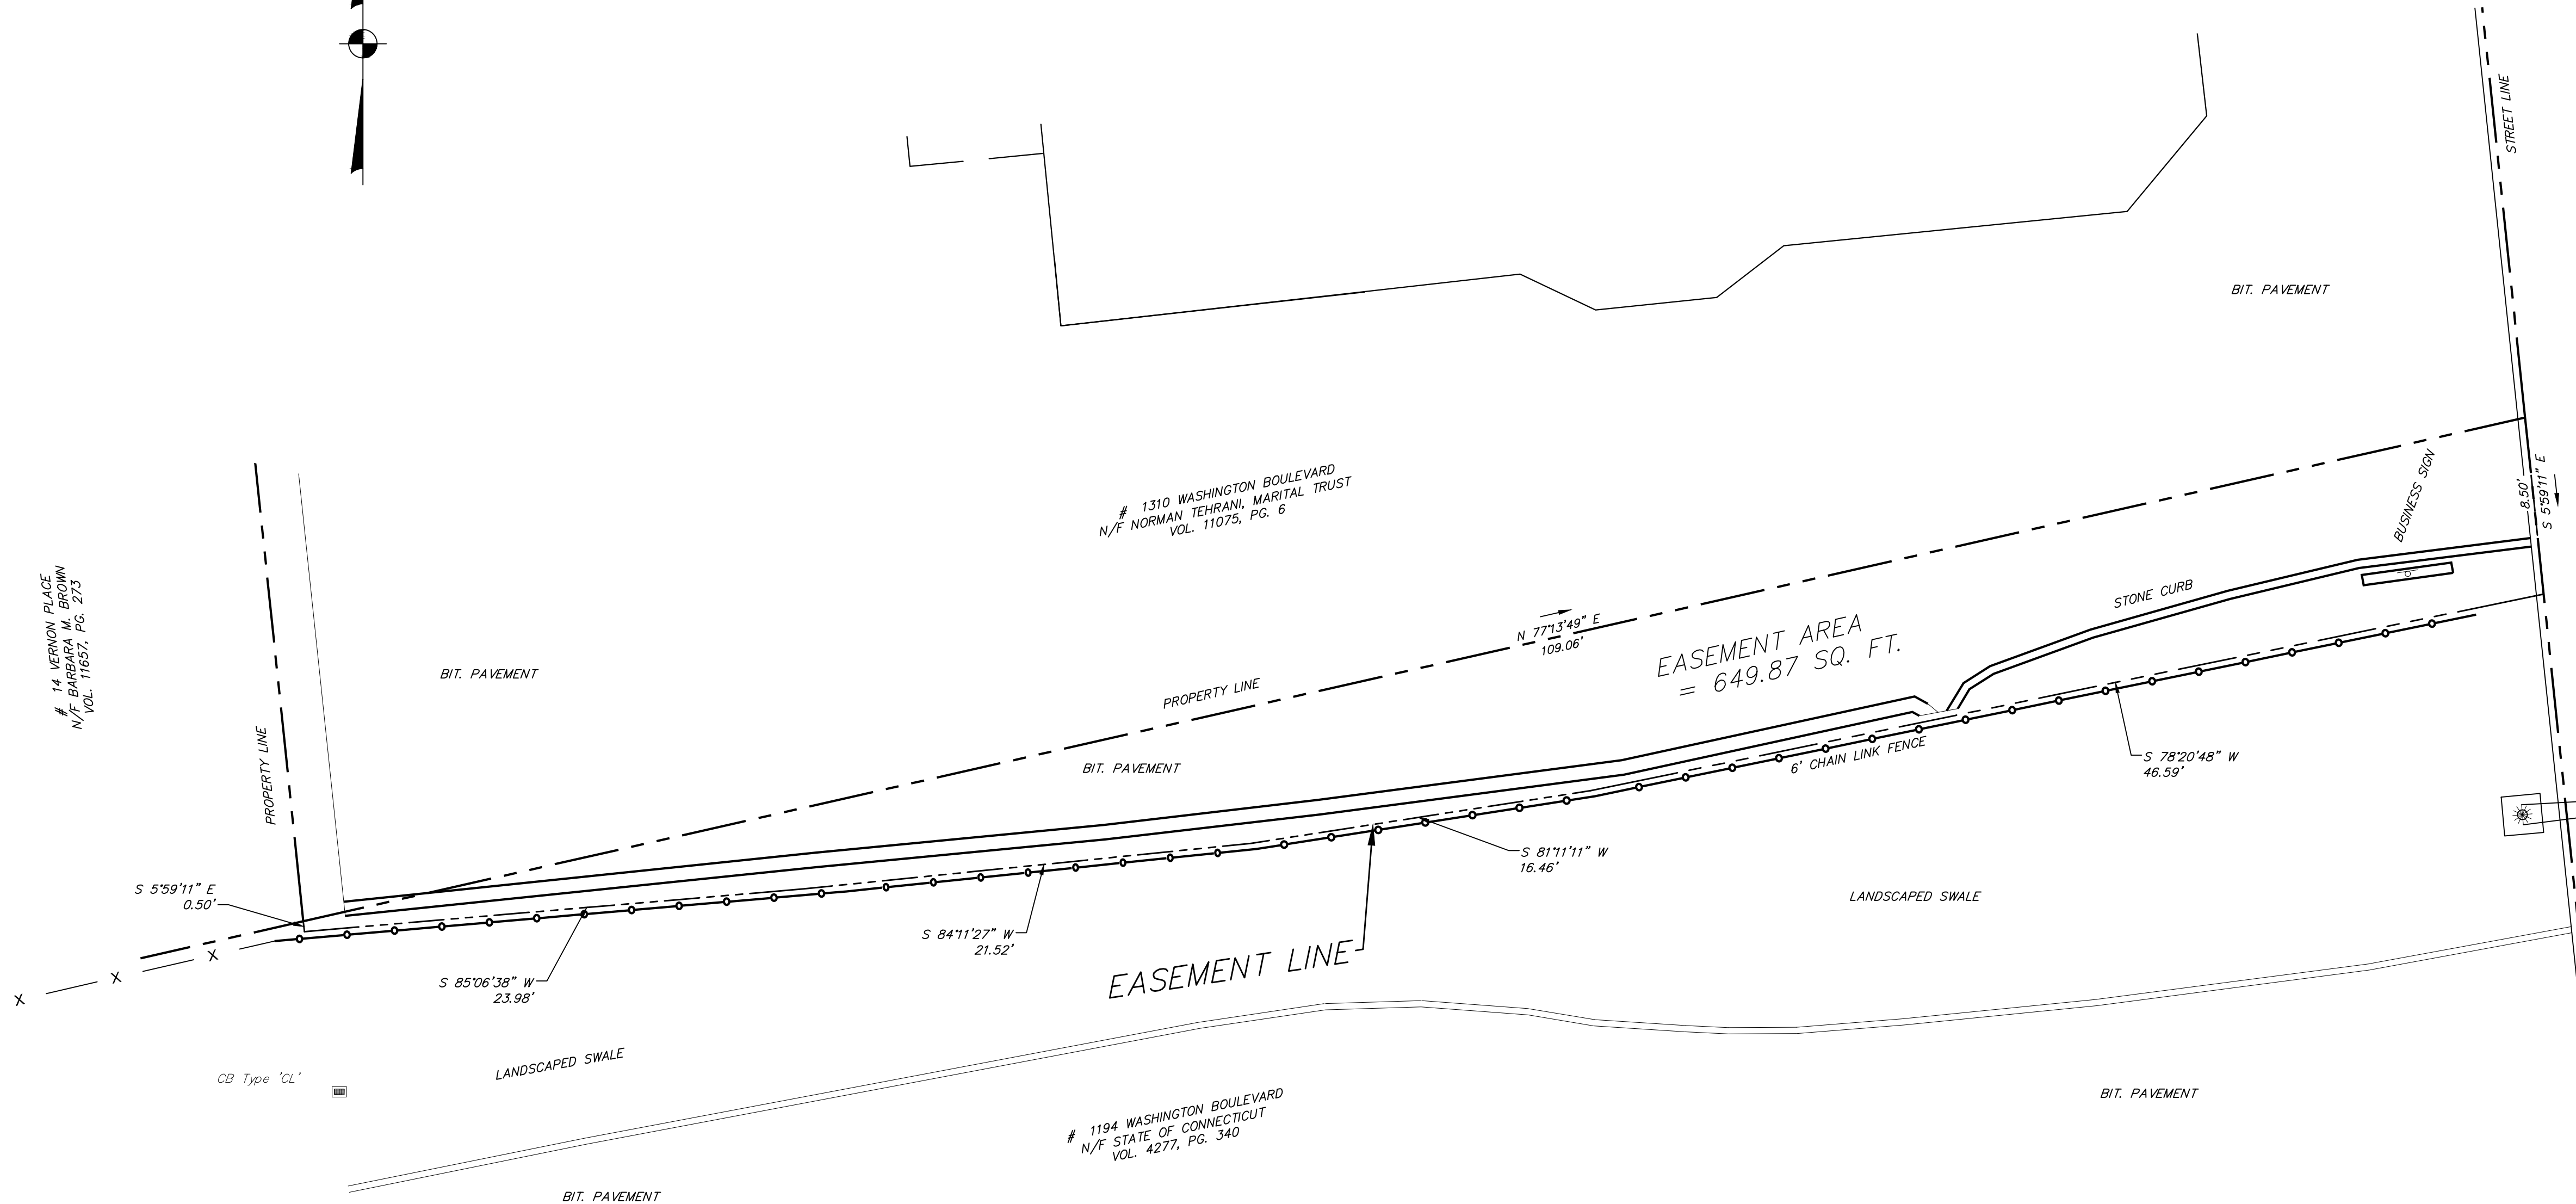 STREET LINE
BIT. PAVEMENT
# 1310 WASHINGTON BOULEVARD
N/F NORMAN TEHRANI, MARITAL TRUST
VOL. 11075, PG. 6
BUSINESS SIGN
8.50'
S 5°59'11" E
# 14 VERNON PLACE
N/F BARBARA M. BROWN
VOL. 11657, PG. 273
STONE CURB
N 77°13'49" E
109.06'
EASEMENT AREA
= 649.87 SQ. FT.
BIT. PAVEMENT
PROPERTY LINE
PROPERTY LINE
BIT. PAVEMENT
6' CHAIN LINK FENCE
S 78°20'48" W
46.59'
S 81°11'11" W
16.46'
S 5°59'11" E
0.50'
LANDSCAPED SWALE
S 84°11'27" W
21.52'
X
X
X
S 85°06'38" W
23.98'
EASEMENT LINE
LANDSCAPED SWALE
CB Type 'CL'
# 1194 WASHINGTON BOULEVARD
N/F STATE OF CONNECTICUT
VOL. 4277, PG. 340
BIT. PAVEMENT
BIT. PAVEMENT